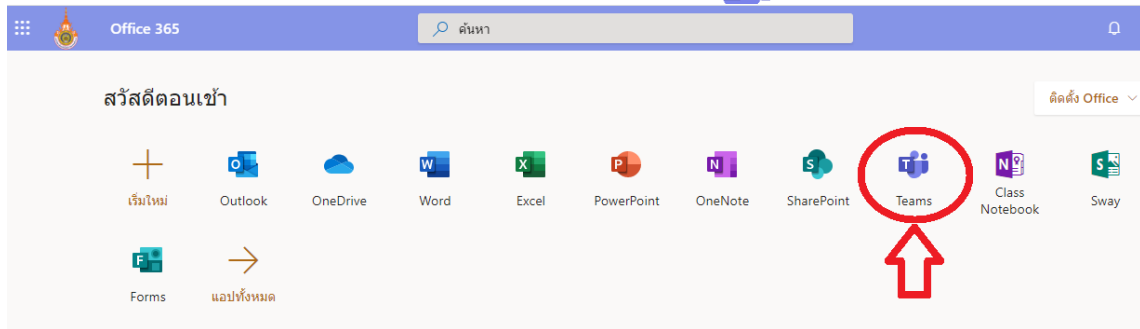 Office 365
ค้นหา
สวัสดีตอนเช้า
ติดตั้ง Office
เริ่มใหม่
Outlook
OneDrive
Word
Excel
PowerPoint
OneNote
SharePoint
Teams
Class
Notebook
Sway
Forms
แอปทั้งหมด